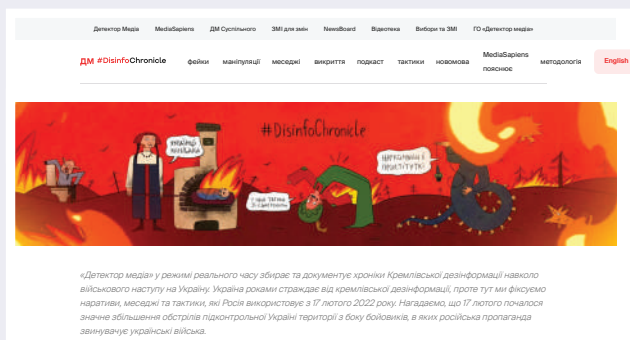 Детектор Медіа MediaSapiens ДМ Суспільного ЗМІ для змін NewsBoard Відеотека Вибори та ЗМІ ГО «Детектор медіа»
ДМ #DisinfoChronicle фейки маніпуляції меседжі викриття подкаст тактики новомова MediaSapiens пояснює методологія English
#DisinfoChronicle
НАРКОМАНИ Й
ПРОСТИТУТКИ
«Детектор медіа» у режимі реального часу збирає та документує хроніки Кремлівської дезінформації навколо
військового наступу на Україну. Україна роками страждає від кремлівської дезінформації, проте тут ми фіксуємо
наративи, меседжі та тактики, які Росія використовує з 17 лютого 2022 року. Нагадаємо, що 17 лютого почалося
значне збільшення обстрілів підконтрольної Україні території з боку бойовиків, в яких російська пропаганда
звинувачує українські війська.